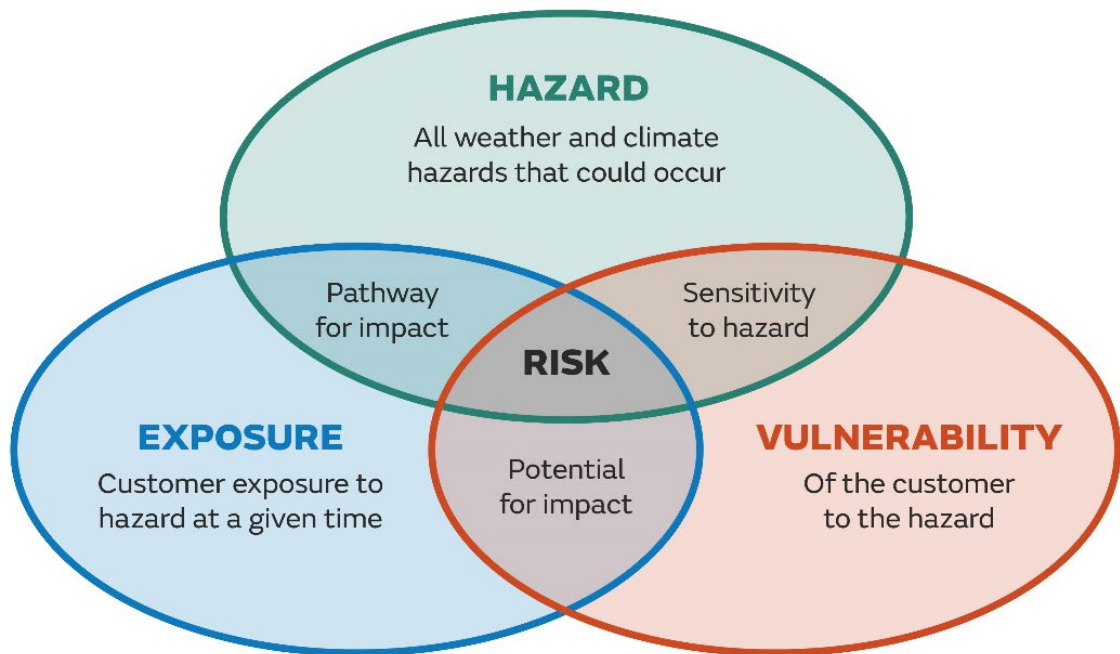 HAZARD
All weather and climate
hazards that could occur
Pathway
for impact
Sensitivity
to hazard
RISK
EXPOSURE
Customer exposure to
hazard at a given time
Potential
for impact
VULNERABILITY
Of the customer
to the hazard